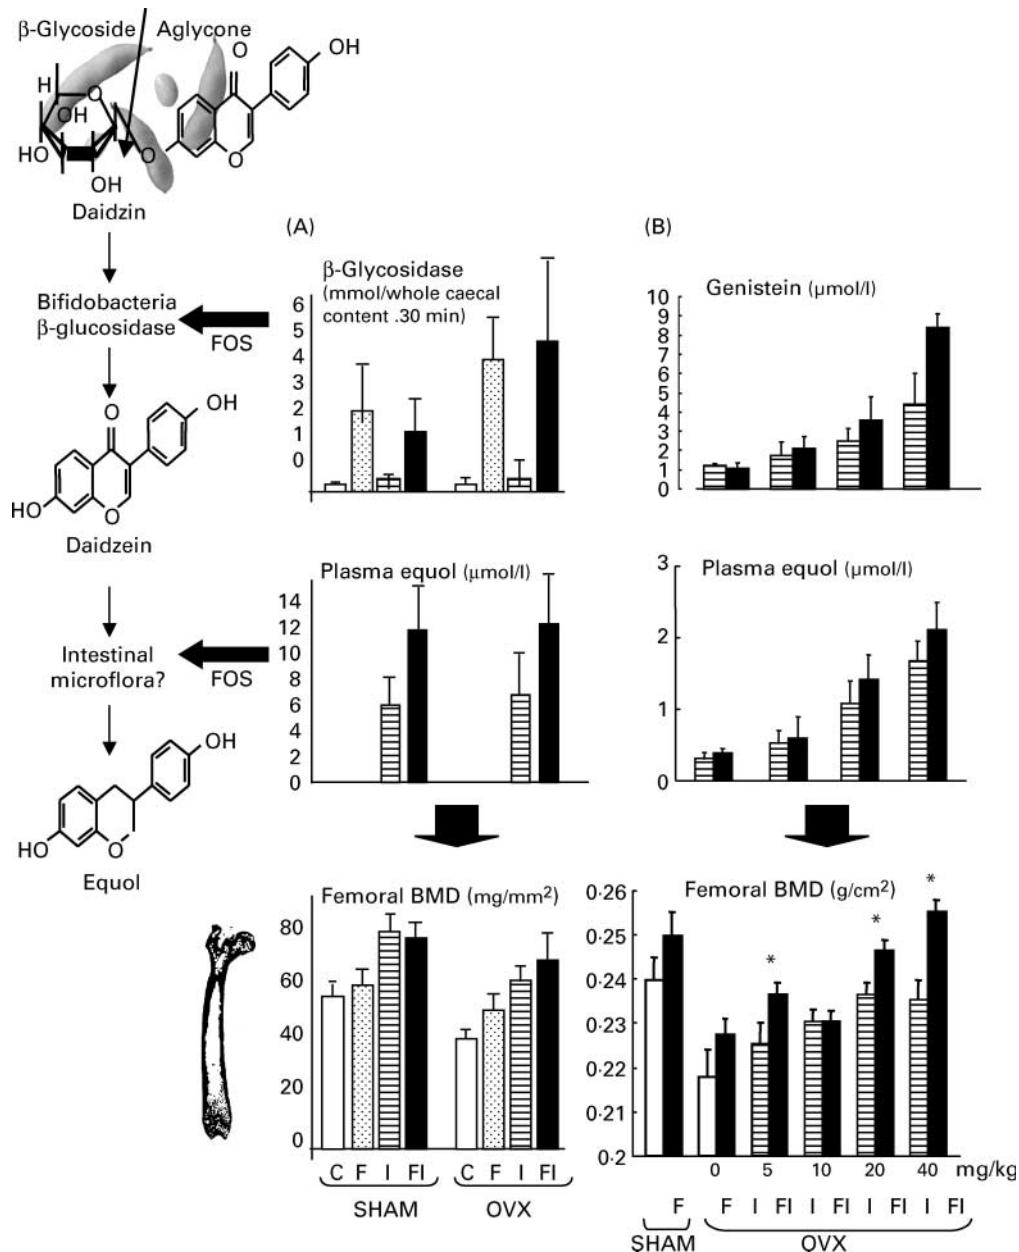 β-Glycoside Aglycone
O
OH
H
O
OH
H
HO
O
O
OH
Daidzin
Bifidobacteria
β-glucosidase
FOS
O
OH
HO
O
Daidzein
Intestinal
microflora?
FOS
OH
HO
O
Equol
(A)
β-Glycosidase
(mmol/whole caecal
content .30 min)
6
5
4
3
2
1
0
Plasma equol (μmol/l)
14
12
10
8
6
4
2
0
Femoral BMD (mg/mm²)
80
60
40
20
0
C F I FI C F I FI
SHAM OVX
(B)
Genistein (μmol/l)
10
9
8
7
6
5
4
3
2
1
0
Plasma equol (μmol/l)
3
2
1
0
Femoral BMD (g/cm²)
0·26
0·25
0·24
0·23
0·22
0·21
0·2
*
*
*
0 5 10 20 40 mg/kg
F F I FI I FI I FI I FI
SHAM OVX